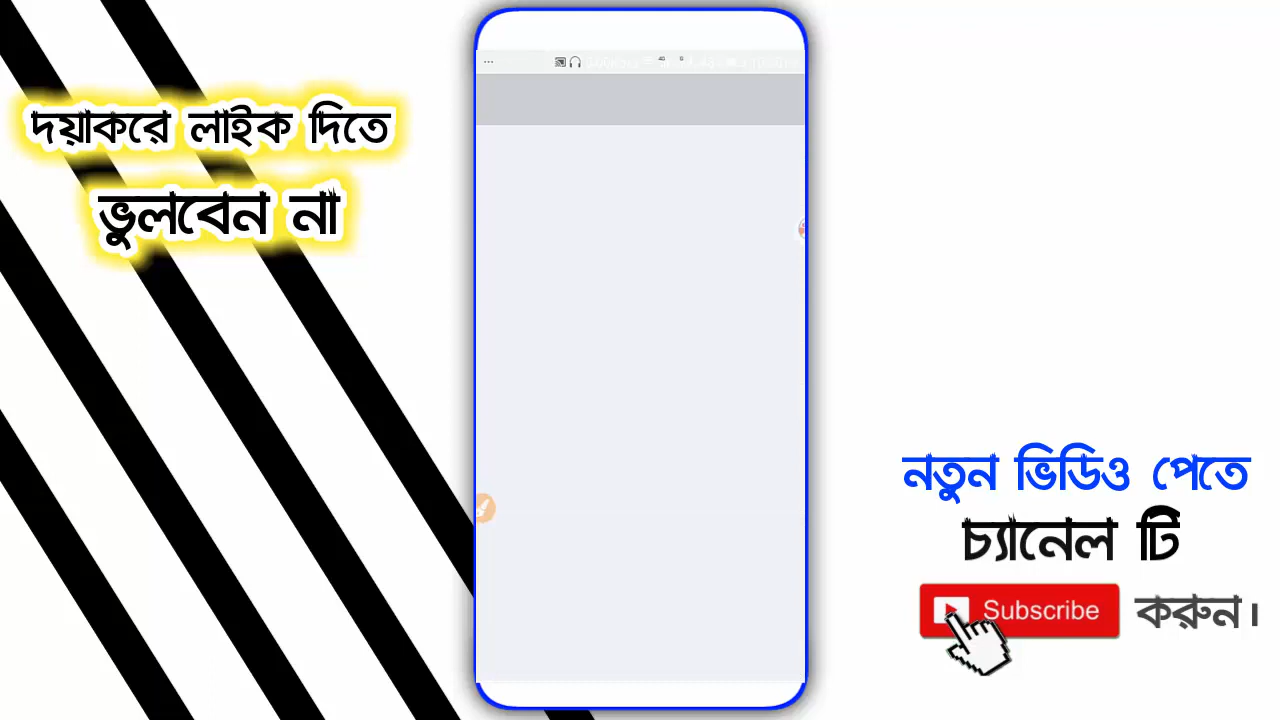 দয়াকরে লাইক দিতে
ভুলবেন না
নতুন ভিডিও পেতে
চ্যানেল টি
Subscribe করুন।